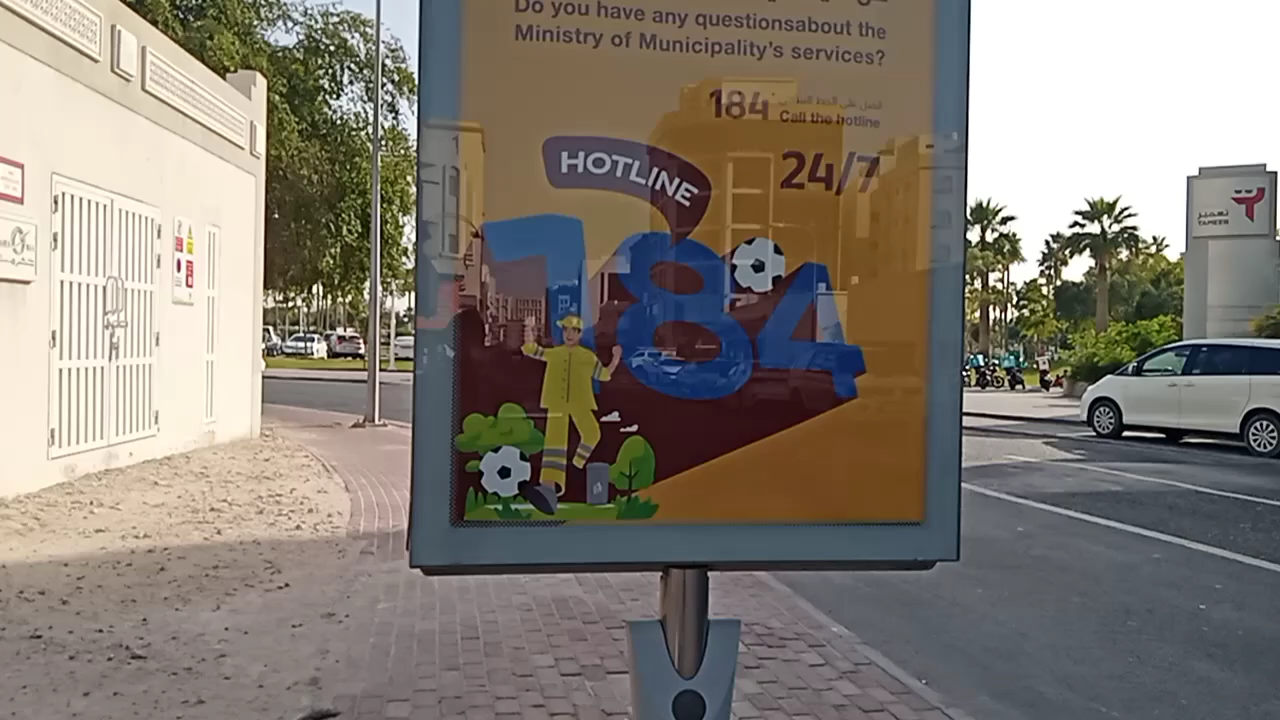 Do you have any questionsabout the
Ministry of Municipality's services?
184
Call the hotline
24/7
HOTLINE
184
تعمير
TAMEER